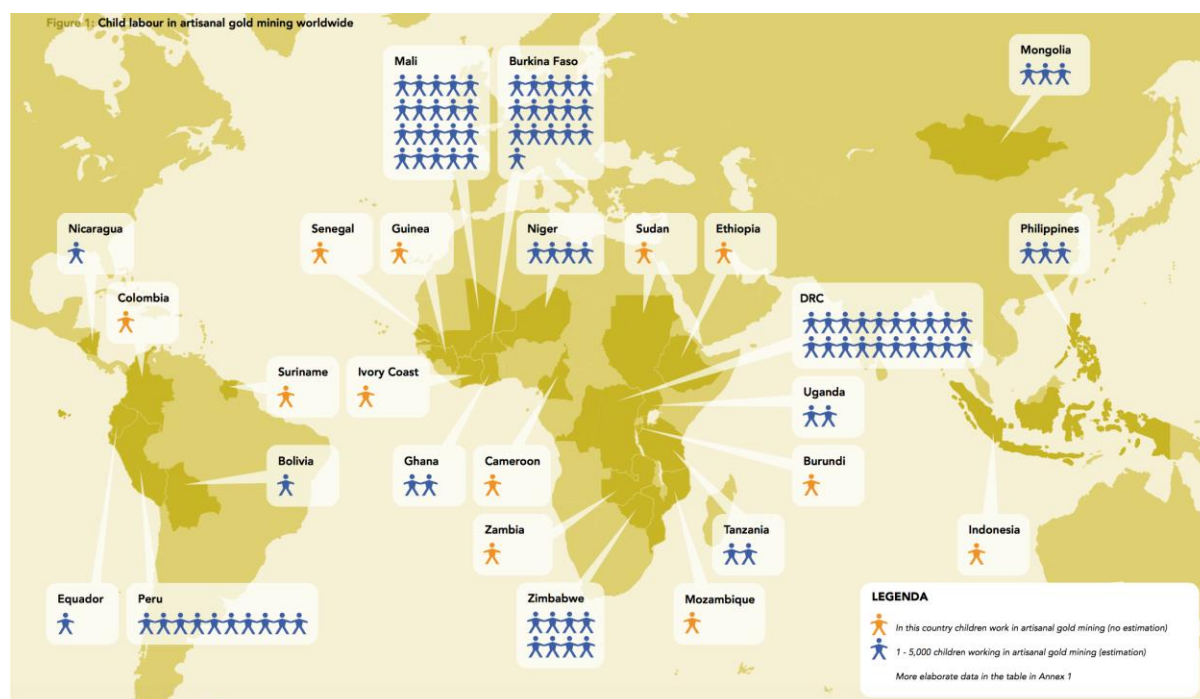 Figure 1: Child labour in artisanal gold mining worldwide
Mali
Burkina Faso
Mongolia
Nicaragua
Senegal
Guinea
Niger
Sudan
Ethiopia
Philippines
Colombia
DRC
Suriname
Ivory Coast
Uganda
Bolivia
Ghana
Cameroon
Burundi
Zambia
Tanzania
Indonesia
Equador
Peru
Zimbabwe
Mozambique
LEGENDA
In this country children work in artisanal gold mining (no estimation)
1 - 5,000 children working in artisanal gold mining (estimation)
More elaborate data in the table in Annex 1